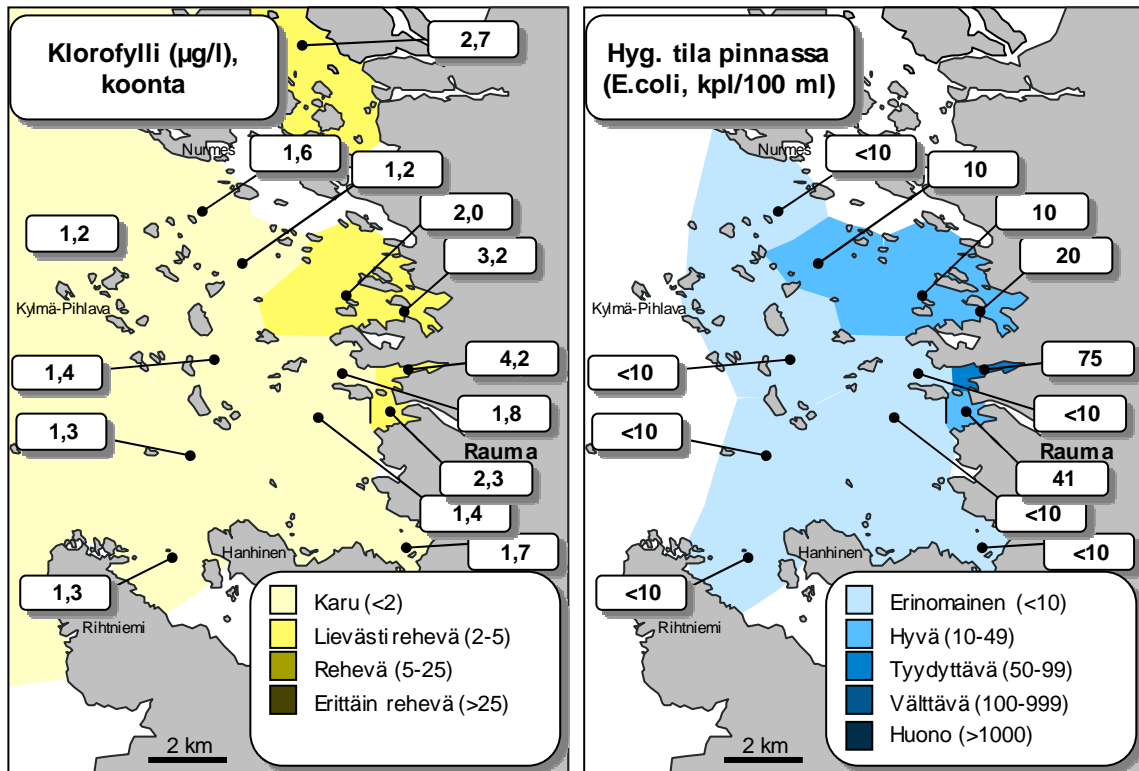 Klorofylli (µg/l),
koonta
2,7
Nurmes
1,6
1,2
1,2
2,0
3,2
Kylmä-Pihlava
1,4
4,2
1,8
1,3
Rauma
2,3
1,4
Hanhinen
1,7
1,3
Rihtniemi
Karu (<2)
Lievästi rehevä (2-5)
Rehevä (5-25)
Erittäin rehevä (>25)
2 km
Hyg. tila pinnassa
(E.coli, kpl/100 ml)
Nurmes
<10
10
10
20
Kylmä-Pihlava
<10
75
<10
<10
Rauma
41
<10
Hanhinen
<10
<10
Rihtniemi
Erinomainen (<10)
Hyvä (10-49)
Tyydyttävä (50-99)
Välttävä (100-999)
Huono (>1000)
2 km